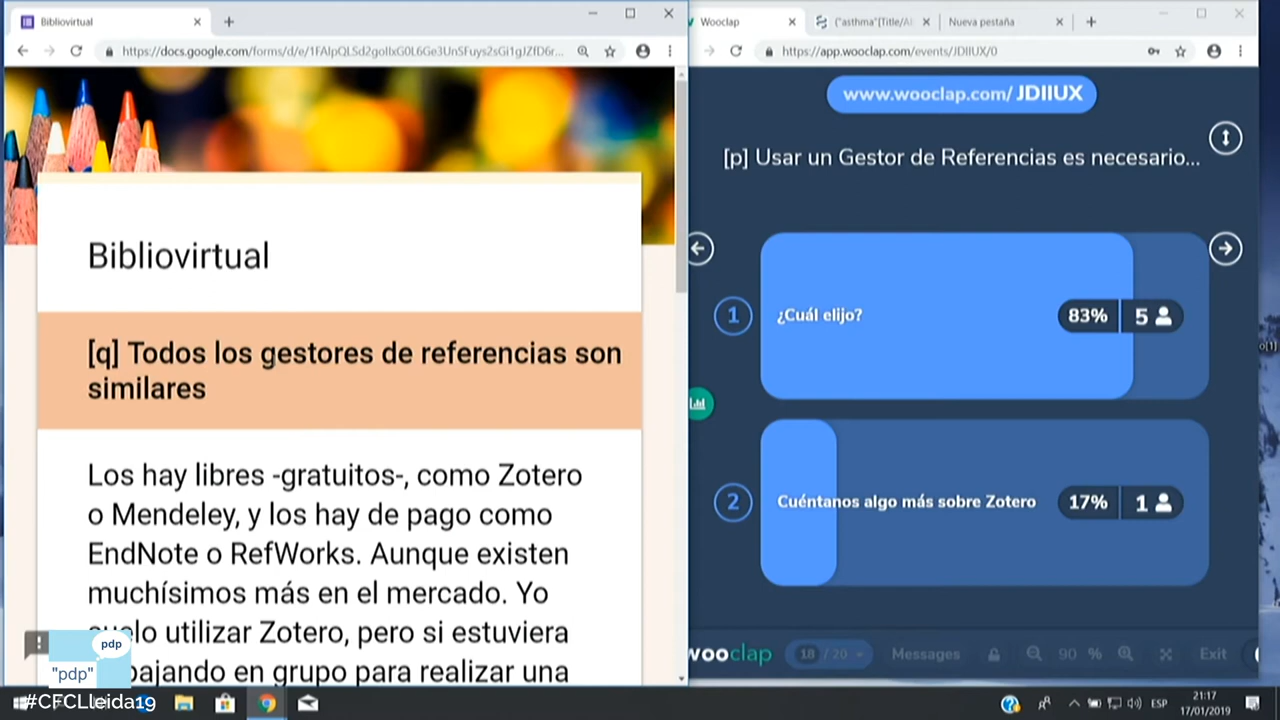 Bibliovirtual
https://docs.google.com/forms/d/e/1FAIpQLSd2golIxG0L6Ge3UnSFuys2sGi1gJZfD6r...
Bibliovirtual
[q] Todos los gestores de referencias son
similares
Los hay libres -gratuitos-, como Zotero
o Mendeley, y los hay de pago como
EndNote o RefWorks. Aunque existen
muchísimos más en el mercado. Yo
suelo utilizar Zotero, pero si estuviera
trabajando en grupo para realizar una
pdp
"pdp"
#CFCLleida19
Wooclap
("asthma"[Title/Al
Nueva pestaña
https://app.wooclap.com/events/JDIIUX/0
www.wooclap.com/ JDIIUX
[p] Usar un Gestor de Referencias es necesario...
1 ¿Cuál elijo? 83% 5
2 Cuéntanos algo más sobre Zotero 17% 1
wooclap 18 / 20 Messages 90 % Exit
o[1]
ESP
21:17
17/01/2019